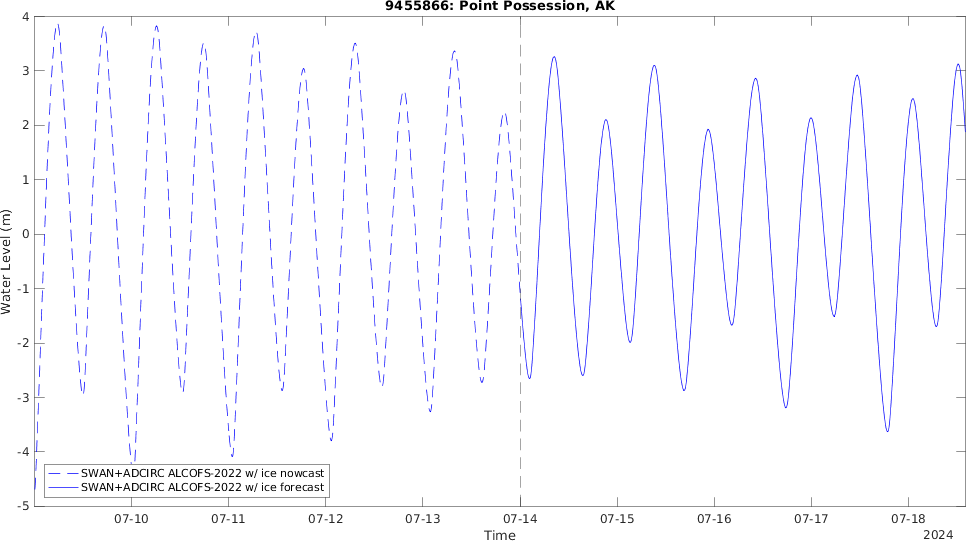 9455866: Point Possession, AK
4
3
2
1
0
-1
-2
-3
-4
-5
Water Level (m)
SWAN+ADCIRC ALCOFS-2022 w/ ice nowcast
SWAN+ADCIRC ALCOFS-2022 w/ ice forecast
07-10 07-11 07-12 07-13 07-14 07-15 07-16 07-17 07-18
Time
2024